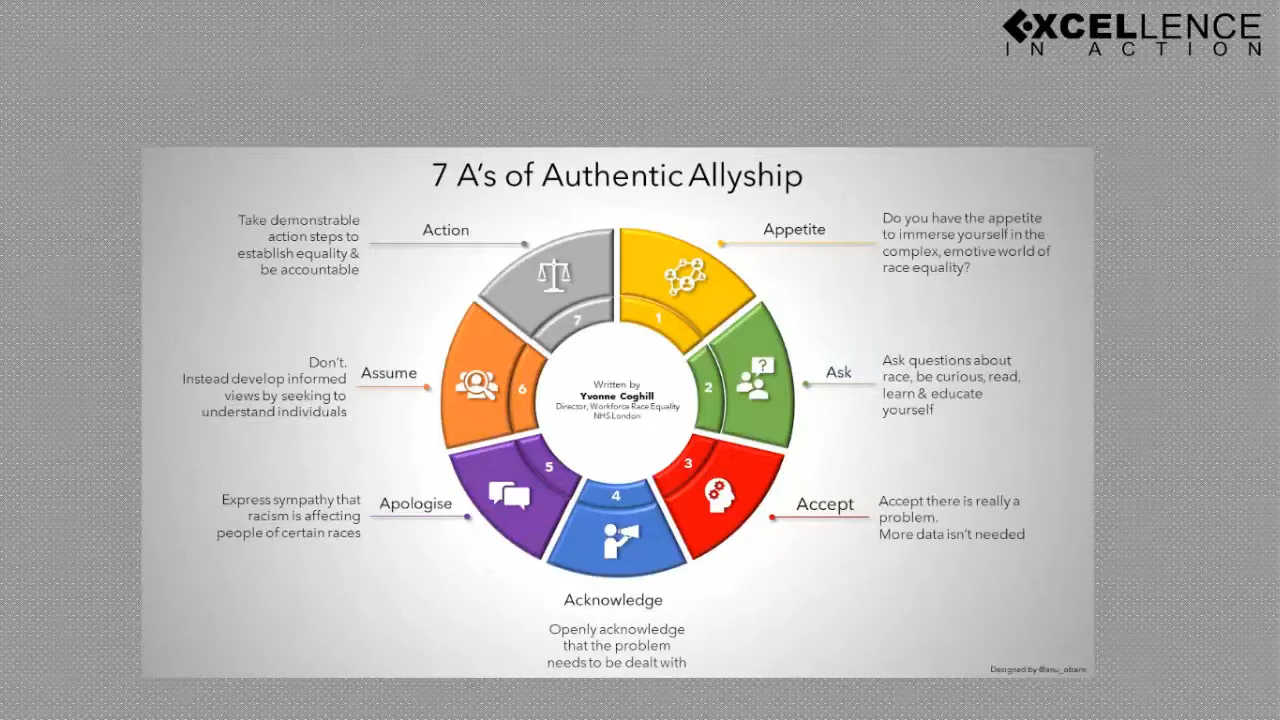 EXCELLENCE
IN ACTION
7 A's of Authentic Allyship
Appetite
Do you have the appetite
to immerse yourself in the
complex, emotive world of
race equality?
1
Ask
Ask questions about
race, be curious, read,
learn & educate
yourself
2
Accept
Accept there is really a
problem.
More data isn't needed
3
4
Acknowledge
Openly acknowledge
that the problem
needs to be dealt with
5
Apologise
Express sympathy that
racism is affecting
people of certain races
6
Assume
Don't.
Instead develop informed
views by seeking to
understand individuals
7
Action
Take demonstrable
action steps to
establish equality &
be accountable
Written by
Yvonne Coghill
Director, Workforce Race Equality
NHS London
?
Designed by @anu_obaro